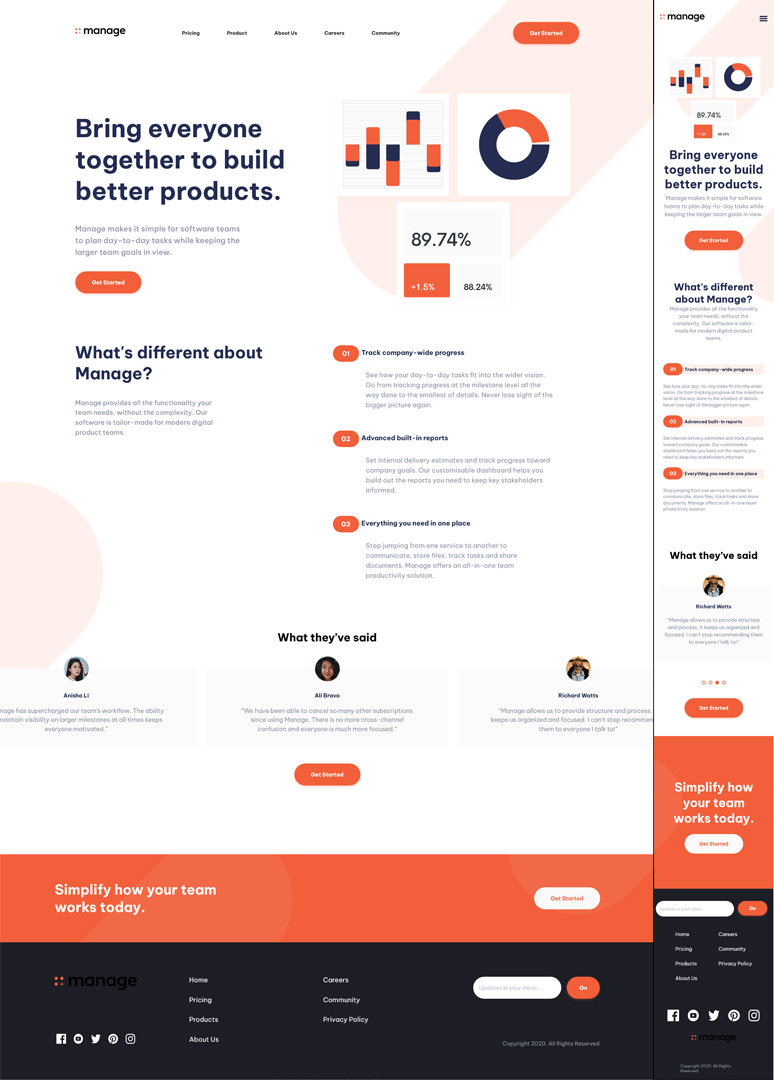 manage
Pricing Product About Us Careers Community
Get Started
Bring everyone
together to build
better products.
Manage makes it simple for software teams
to plan day-to-day tasks while keeping the
larger team goals in view.
Get Started
89.74%
+1.5%
88.24%
What's different about
Manage?
Manage provides all the functionality your
team needs, without the complexity. Our
software is tailor-made for modern digital
product teams.
01 Track company-wide progress
See how your day-to-day tasks fit into the wider vision.
Go from tracking progress at the milestone level all the
way done to the smallest of details. Never lose sight of the
bigger picture again.
02 Advanced built-in reports
Set internal delivery estimates and track progress toward
company goals. Our customisable dashboard helps you
build out the reports you need to keep key stakeholders
informed.
03 Everything you need in one place
Stop jumping from one service to another to
communicate, store files, track tasks and share
documents. Manage offers an all-in-one team
productivity solution.
What they've said
Anisha Li
nage has supercharged our team's workflow. The ability
maintain visibility on larger milestones at all times keeps
everyone motivated."
Ali Bravo
"We have been able to cancel so many other subscriptions
since using Manage. There is no more cross-channel
confusion and everyone is much more focused."
Richard Watts
"Manage allows us to provide structure and process.
keeps us organized and focused. I can't stop recommen
them to everyone I talk to!"
Get Started
Simplify how your team
works today.
Get Started
manage
Home
Pricing
Products
About Us
Careers
Community
Privacy Policy
Updates in your inbox...
Go
Copyright 2020. All Rights Reserved
manage
89.74%
+1.5%
88.24%
Bring everyone
together to build
better products.
Manage makes it simple for software
teams to plan day-to-day tasks while
keeping the larger team goals in view.
Get Started
What's different
about Manage?
Manage provides all the functionality
your team needs, without the
complexity. Our software is tailor-
made for modern digital product
teams.
01 Track company-wide progress
See how your day-to-day tasks fit into the wider
vision. Go from tracking progress at the milestone
level all the way done to the smallest of details.
Never lose sight of the bigger picture again.
02 Advanced built-in reports
Set internal delivery estimates and track progress
toward company goals. Our customisable
dashboard helps you build out the reports you
need to keep key stakeholders informed.
03 Everything you need in one place
Stop jumping from one service to another to
communicate, store files, track tasks and share
documents. Manage offers an all-in-one team
productivity solution.
What they've said
Richard Watts
"Manage allows us to provide structure
and process. It keeps us organized and
focused. I can't stop recommending them
to everyone I talk to!"
Get Started
Simplify how
your team
works today.
Get Started
Updates in your inbox...
Go
Home
Pricing
Products
About Us
Careers
Community
Privacy Policy
manage
Copyright 2020. All Rights
Reserved